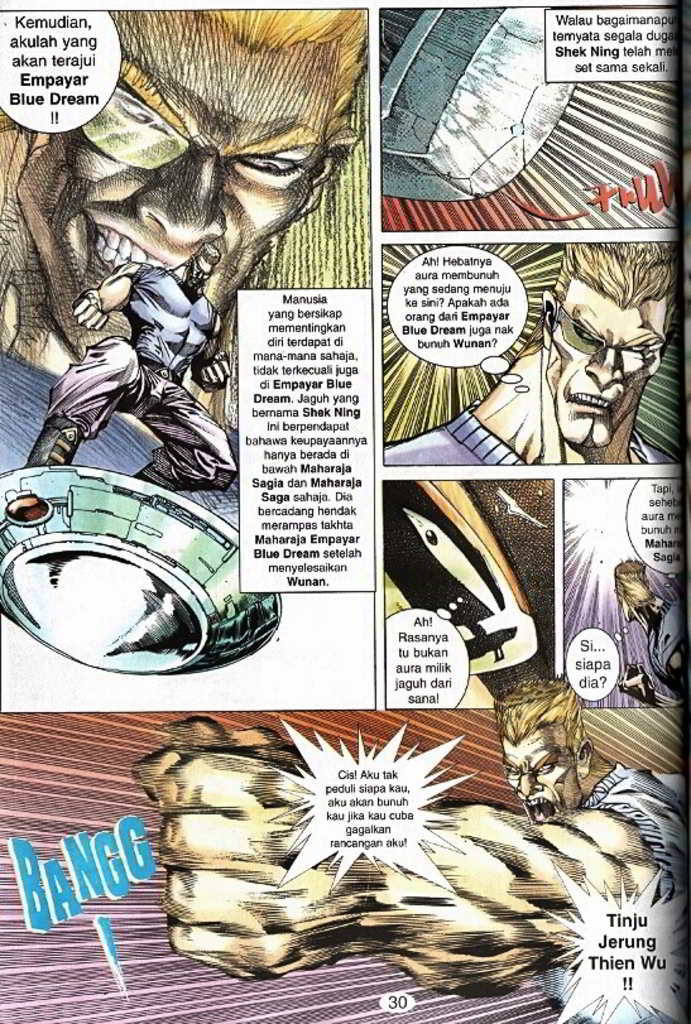 Kemudian,
akulah yang
akan terajui
Empayar
Blue Dream
!!
Manusia
yang bersikap
mementingkan
diri terdapat di
mana-mana sahaja,
tidak terkecuali juga
di Empayar Blue
Dream. Jaguh yang
bernama Shek Ning
ini berpendapat
bahawa keupayaannya
hanya berada di
bawah Maharaja
Sagia dan Maharaja
Saga sahaja. Dia
bercadang hendak
merampas takhta
Maharaja Empayar
Blue Dream setelah
menyelesaikan
Wunan.
Walau bagaimanapun
ternyata segala
Shek Ning telah
set sama sekali.
Ah! Hebatnya
aura membunuh
yang sedang menuju
ke sini? Apakah ada
orang dari Empayar
Blue Dream juga nak
bunuh Wunan?
Ah!
Rasanya
tu bukan
aura milik
jaguh dari
sana!
Tapi,
aura
bunuh
Sagia
Si...
siapa
dia?
Cis! Aku tak
peduli siapa kau,
aku akan bunuh
kau jika kau cuba
gagalkan
rancangan aku!
BANGG
!
Tinju
Jerung
Thien Wu
!!
30